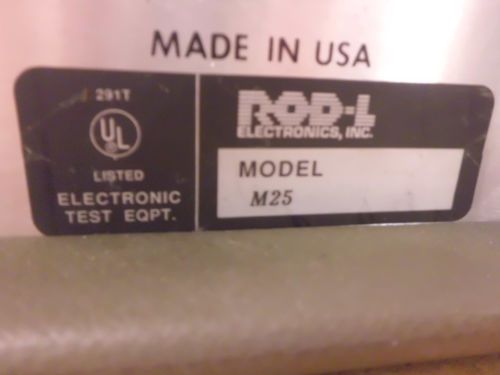 MADE IN USA
291T
UL
LISTED
ELECTRONIC
TEST EQPT.
ROD-L
ELECTRONICS, INC.
MODEL
M25